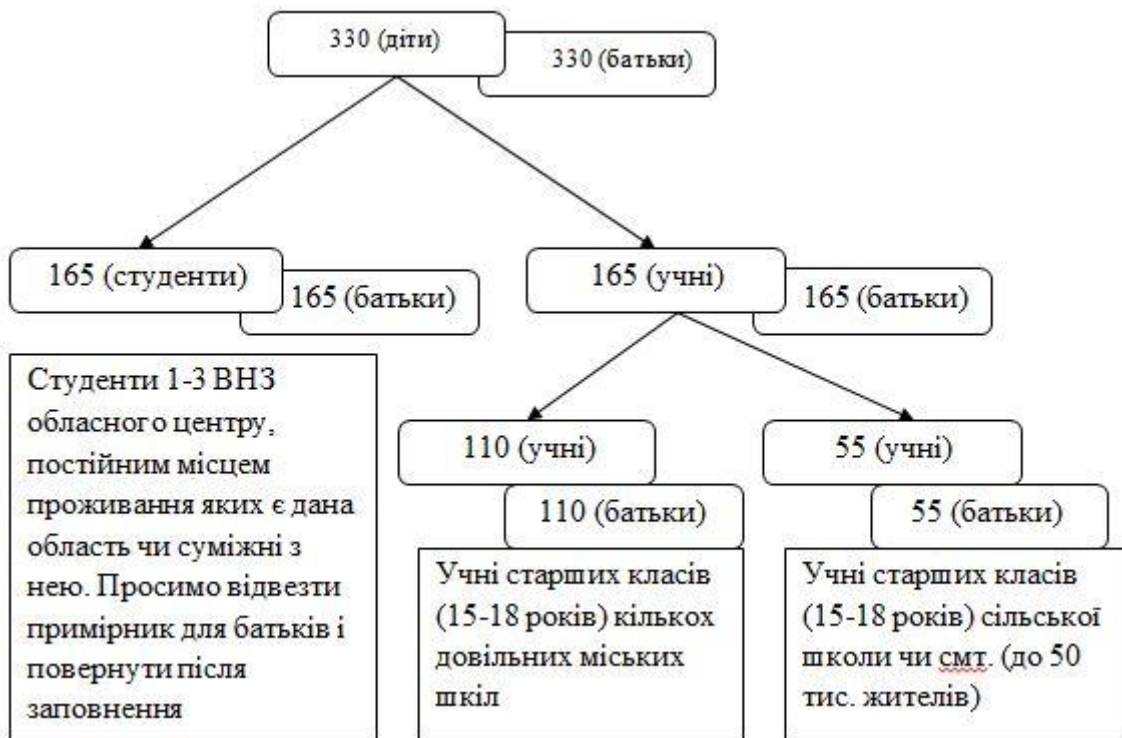 330 (діти)
330 (батьки)
165 (студенти)
165 (батьки)
165 (учні)
165 (батьки)
Студенти 1-3 ВНЗ
обласного центру,
постійним місцем
проживання яких є дана
область чи суміжні з
нею. Просимо відвезти
примірник для батьків і
повернути після
заповнення
110 (учні)
110 (батьки)
Учні старших класів
(15-18 років) кількох
довільних міських
шкіл
55 (учні)
55 (батьки)
Учні старших класів
(15-18 років) сільської
школи чи смт. (до 50
тис. жителів)